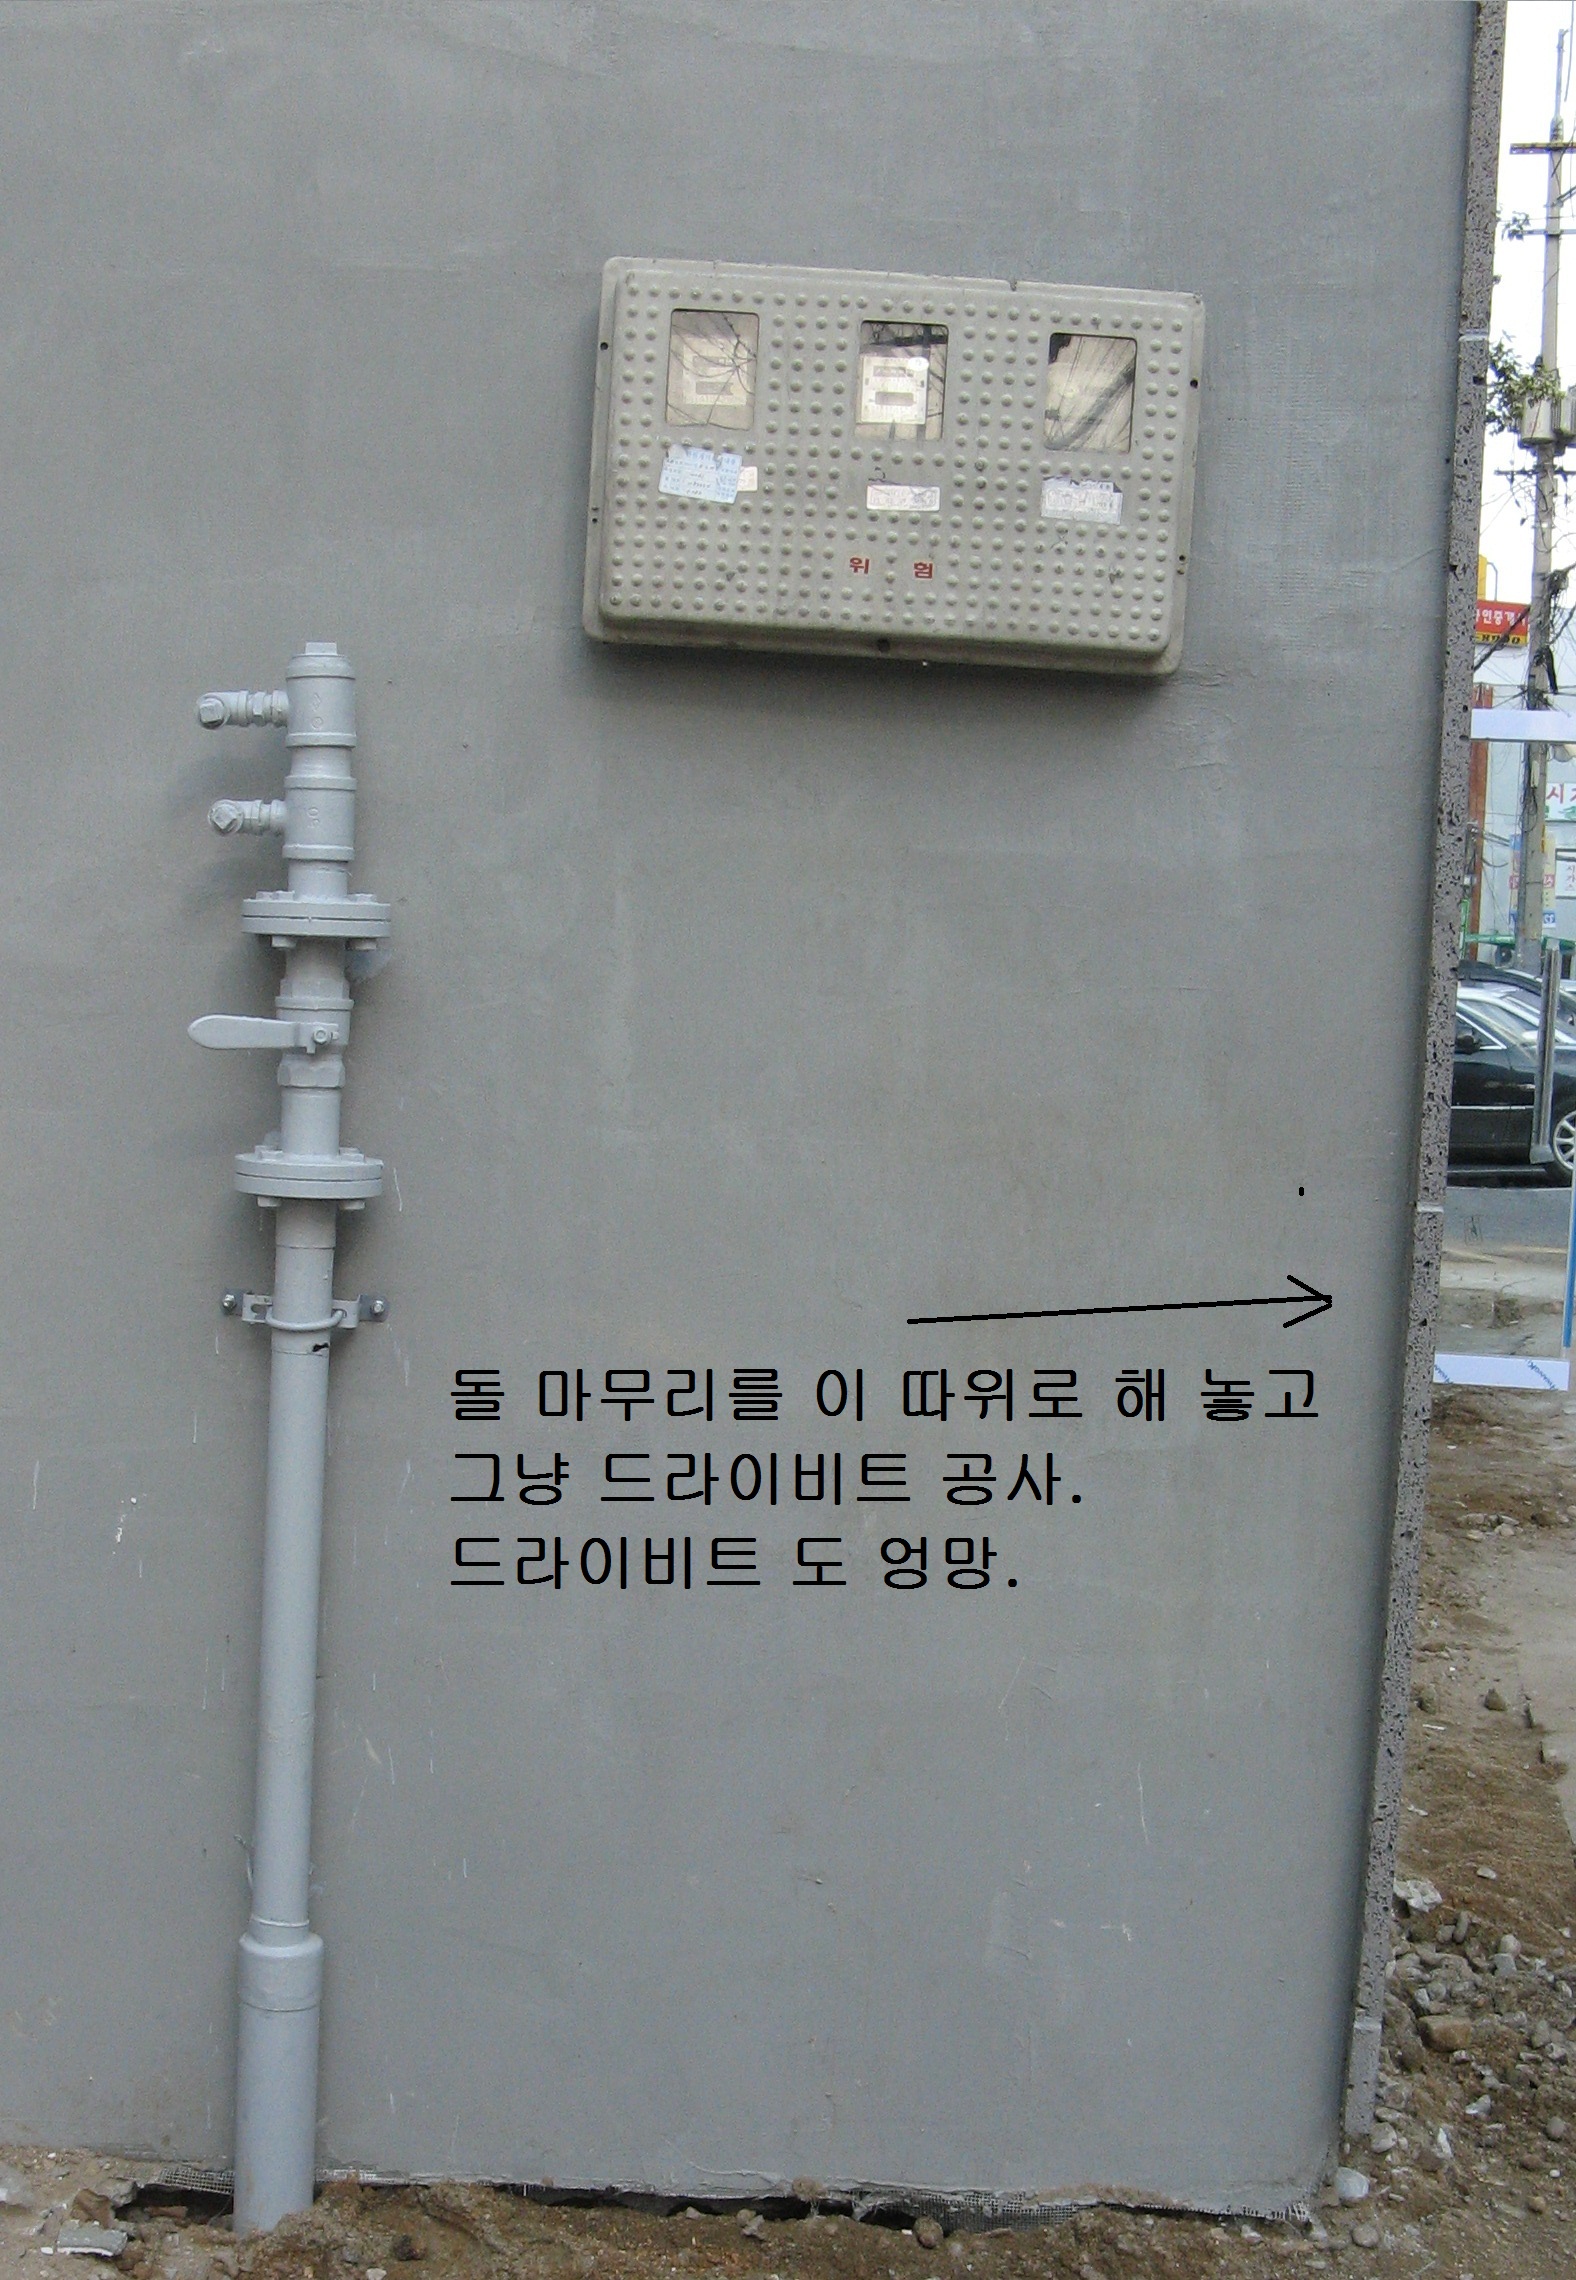 위 험
돌 마무리를 이 따위로 해 놓고
그냥 드라이비트 공사.
드라이비트 도 엉망.